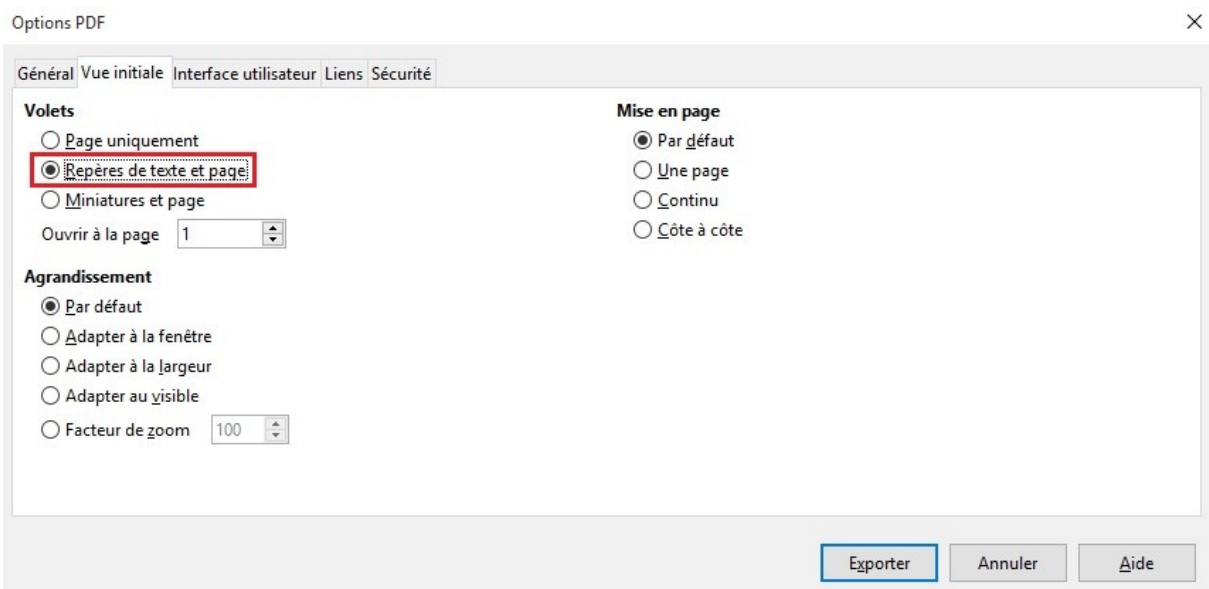 Options PDF
Général Vue initiale Interface utilisateur Liens Sécurité
Volets
Page uniquement
Repères de texte et page
Miniatures et page
Ouvrir à la page 1
Agrandissement
Par défaut
Adapter à la fenêtre
Adapter à la largeur
Adapter au visible
Facteur de zoom 100
Mise en page
Par défaut
Une page
Continu
Côte à côte
Exporter Annuler Aide